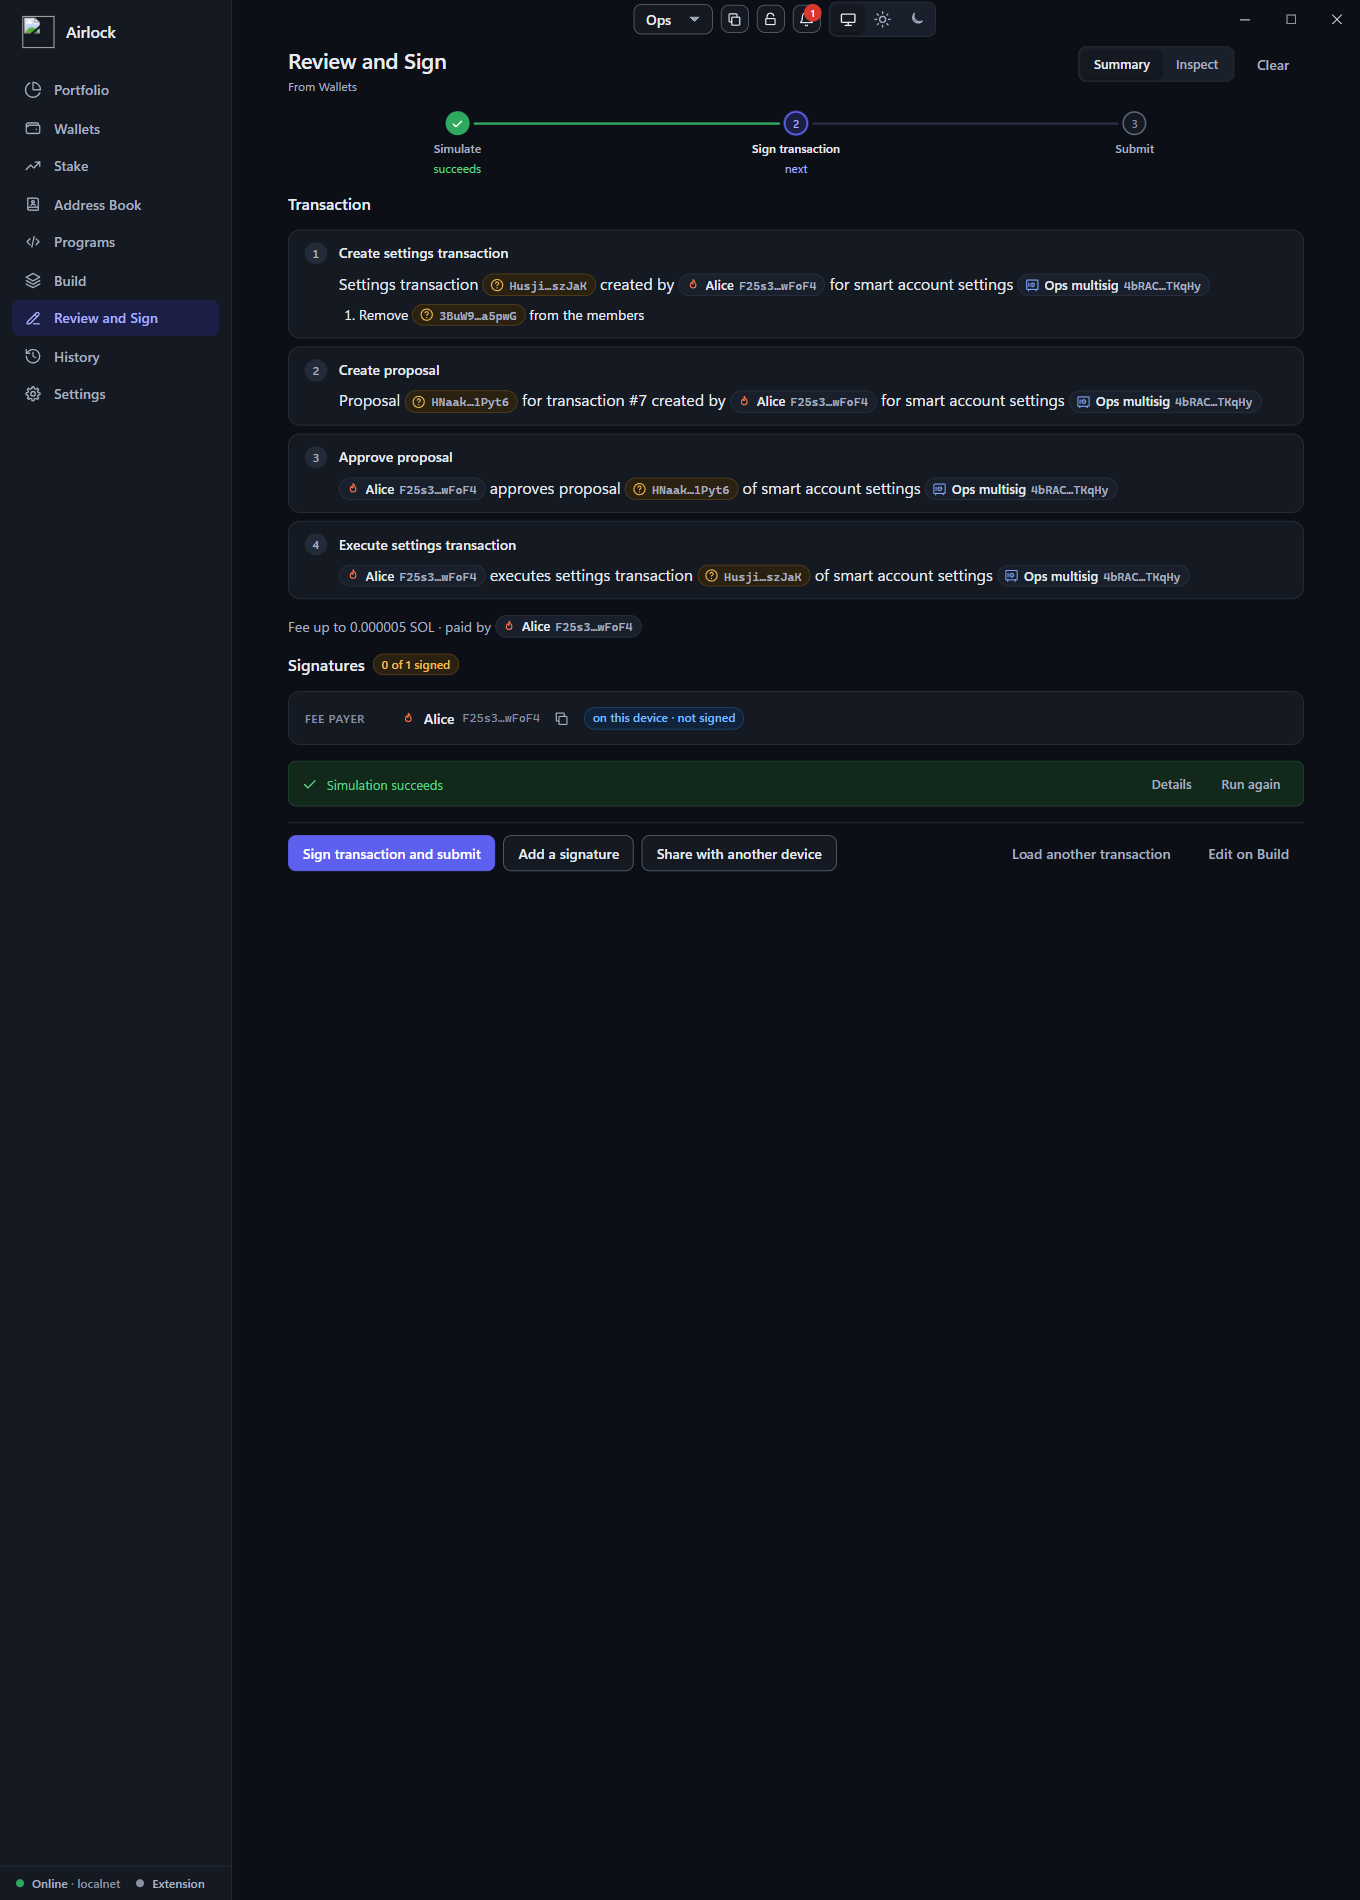 Airlock
Ops
1
Portfolio
Wallets
Stake
Address Book
Programs
Build
Review and Sign
History
Settings
Review and Sign
From Wallets
Summary
Inspect
Clear
2
3
Simulate
Sign transaction
Submit
succeeds
next
Transaction
1 Create settings transaction
Settings transaction Husji…szJaK created by Alice F25s3…wFoF4 for smart account settings Ops multisig 4bRAC…TKqHy
1. Remove 3BuW9…a5pwG from the members
2 Create proposal
Proposal HNaak…1Pyt6 for transaction #7 created by Alice F25s3…wFoF4 for smart account settings Ops multisig 4bRAC…TKqHy
3 Approve proposal
Alice F25s3…wFoF4 approves proposal HNaak…1Pyt6 of smart account settings Ops multisig 4bRAC…TKqHy
4 Execute settings transaction
Alice F25s3…wFoF4 executes settings transaction Husji…szJaK of smart account settings Ops multisig 4bRAC…TKqHy
Fee up to 0.000005 SOL · paid by Alice F25s3…wFoF4
Signatures 0 of 1 signed
FEE PAYER Alice F25s3…wFoF4 on this device · not signed
Simulation succeeds
Details
Run again
Sign transaction and submit
Add a signature
Share with another device
Load another transaction
Edit on Build
Online · localnet
Extension